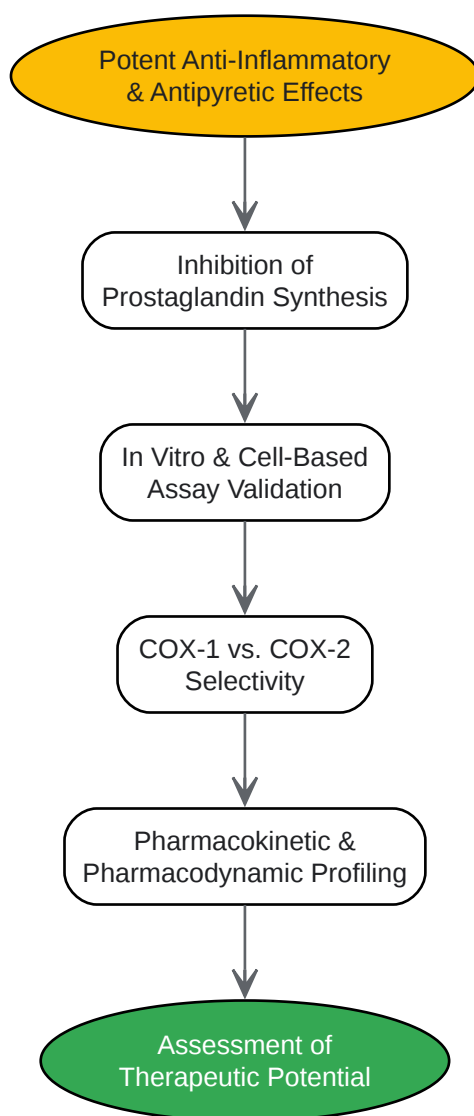 Potent Anti-Inflammatory
& Antipyretic Effects
Inhibition of
Prostaglandin Synthesis
In Vitro & Cell-Based
Assay Validation
COX-1 vs. COX-2
Selectivity
Pharmacokinetic &
Pharmacodynamic Profiling
Assessment of
Therapeutic Potential